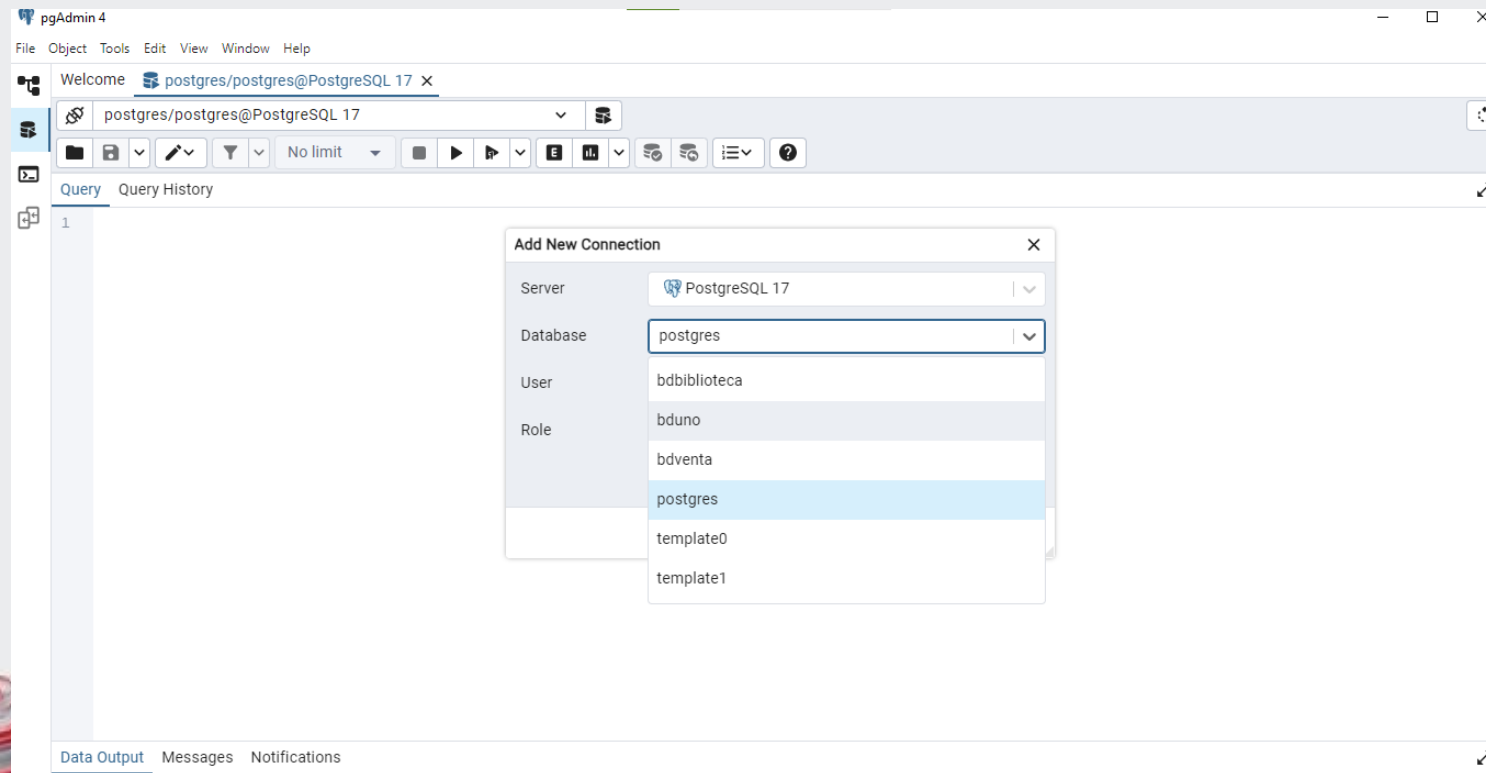 pgAdmin 4
File Object Tools Edit View Window Help
Welcome postgres/postgres@PostgreSQL 17
postgres/postgres@PostgreSQL 17
No limit E
Query Query History
1
Add New Connection
Server PostgreSQL 17
Database postgres
User bdbiblioteca
bduno
Role
bdventa
postgres
template0
template1
Data Output Messages Notifications